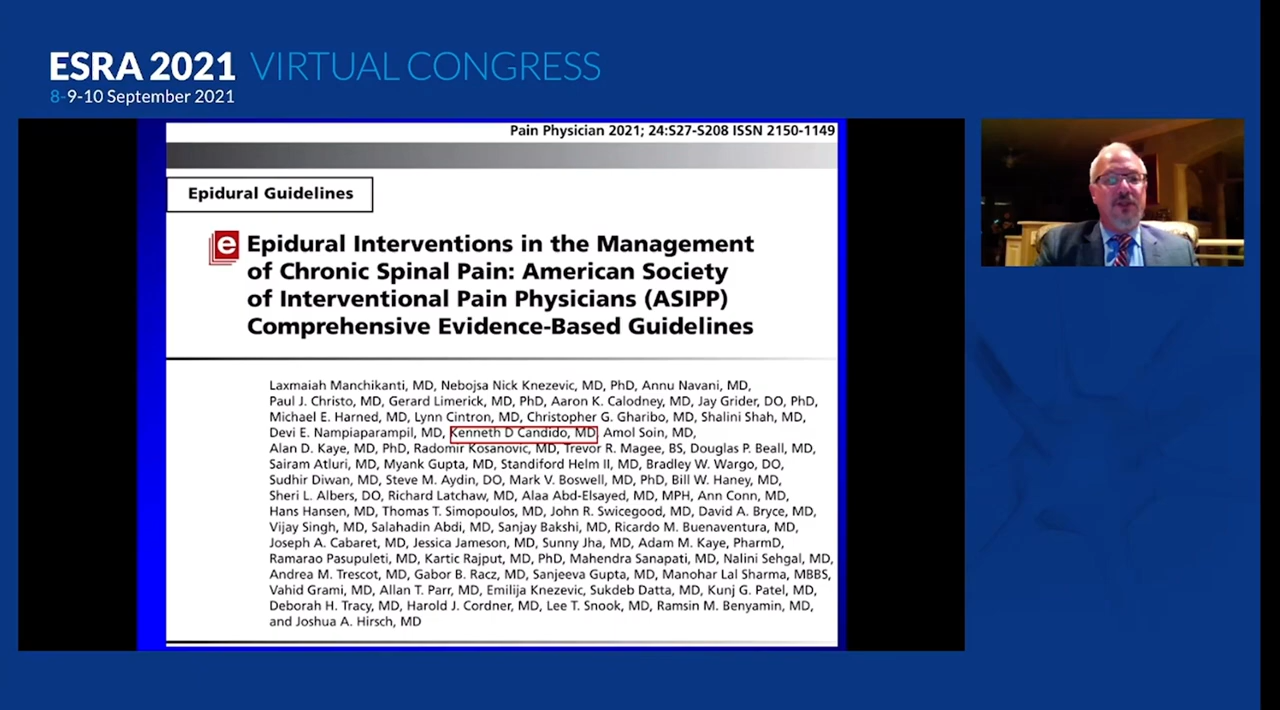 ESRA 2021 VIRTUAL CONGRESS
8-9-10 September 2021
Pain Physician 2021; 24:S27-S208 ISSN 2150-1149
Epidural Guidelines
e Epidural Interventions in the Management
of Chronic Spinal Pain: American Society
of Interventional Pain Physicians (ASIPP)
Comprehensive Evidence-Based Guidelines
Laxmaiah Manchikanti, MD, Nebojsa Nick Knezevic, MD, PhD, Annu Navani, MD,
Paul J. Christo, MD, Gerard Limerick, MD, PhD, Aaron K. Calodney, MD, Jay Grider, DO, PhD,
Michael E. Harned, MD, Lynn Cintron, MD, Christopher G. Gharibo, MD, Shalini Shah, MD,
Devi E. Nampiaparampil, MD, Kenneth D Candido, MD, Amol Soin, MD,
Alan D. Kaye, MD, PhD, Radomir Kosanovic, MD, Trevor R. Magee, BS, Douglas P. Beall, MD,
Sairam Atluri, MD, Myank Gupta, MD, Standiford Helm II, MD, Bradley W. Wargo, DO,
Sudhir Diwan, MD, Steve M. Aydin, DO, Mark V. Boswell, MD, PhD, Bill W. Haney, MD,
Sheri L. Albers, DO, Richard Latchaw, MD, Alaa Abd-Elsayed, MD, MPH, Ann Conn, MD,
Hans Hansen, MD, Thomas T. Simopoulos, MD, John R. Swicegood, MD, David A. Bryce, MD,
Vijay Singh, MD, Salahadin Abdi, MD, Sanjay Bakshi, MD, Ricardo M. Buenaventura, MD,
Joseph A. Cabaret, MD, Jessica Jameson, MD, Sunny Jha, MD, Adam M. Kaye, PharmD,
Ramarao Pasupuleti, MD, Kartic Rajput, MD, PhD, Mahendra Sanapati, MD, Nalini Sehgal, MD,
Andrea M. Trescot, MD, Gabor B. Racz, MD, Sanjeeva Gupta, MD, Manohar Lal Sharma, MBBS,
Vahid Grami, MD, Allan T. Parr, MD, Emilija Knezevic, Sukdeb Datta, MD, Kunj G. Patel, MD,
Deborah H. Tracy, MD, Harold J. Cordner, MD, Lee T. Snook, MD, Ramsin M. Benyamin, MD,
and Joshua A. Hirsch, MD